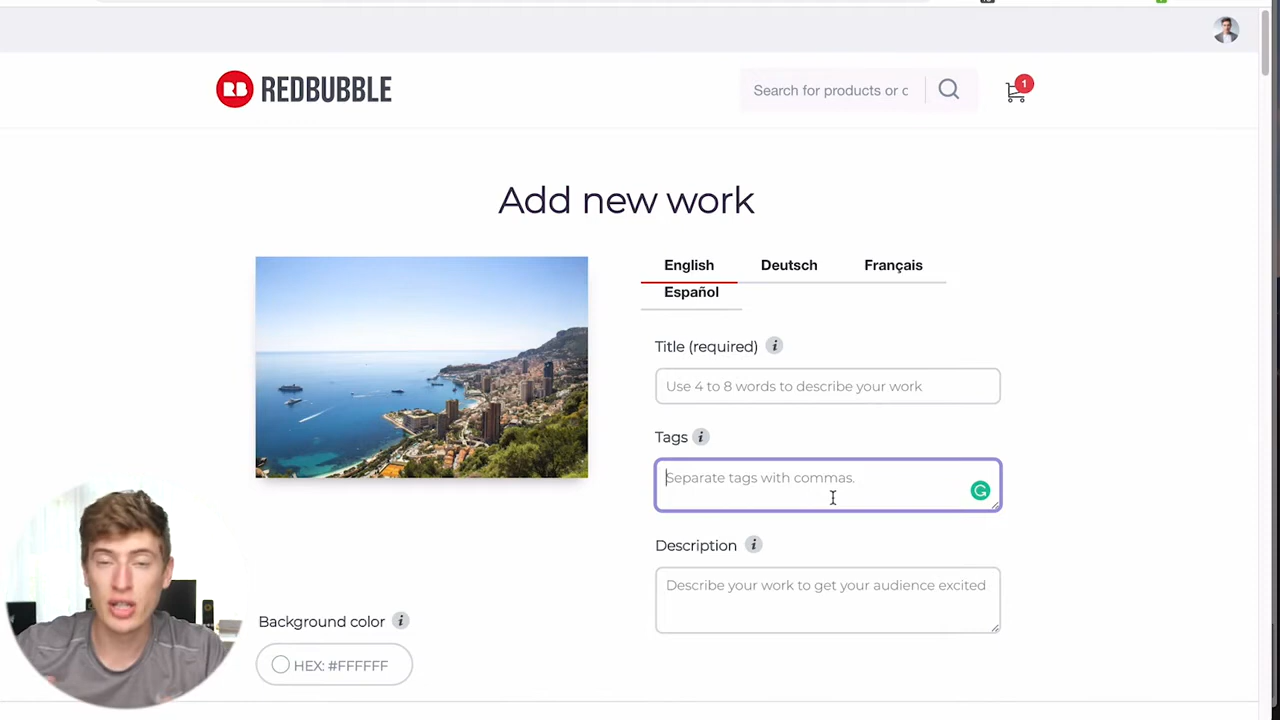 RB REDBUBBLE
Search for products or c
1
Add new work
English Deutsch Français
Español
Title (required) i
Use 4 to 8 words to describe your work
Tags i
Separate tags with commas.
G
Description i
Describe your work to get your audience excited
Background color i
HEX: #FFFFFF